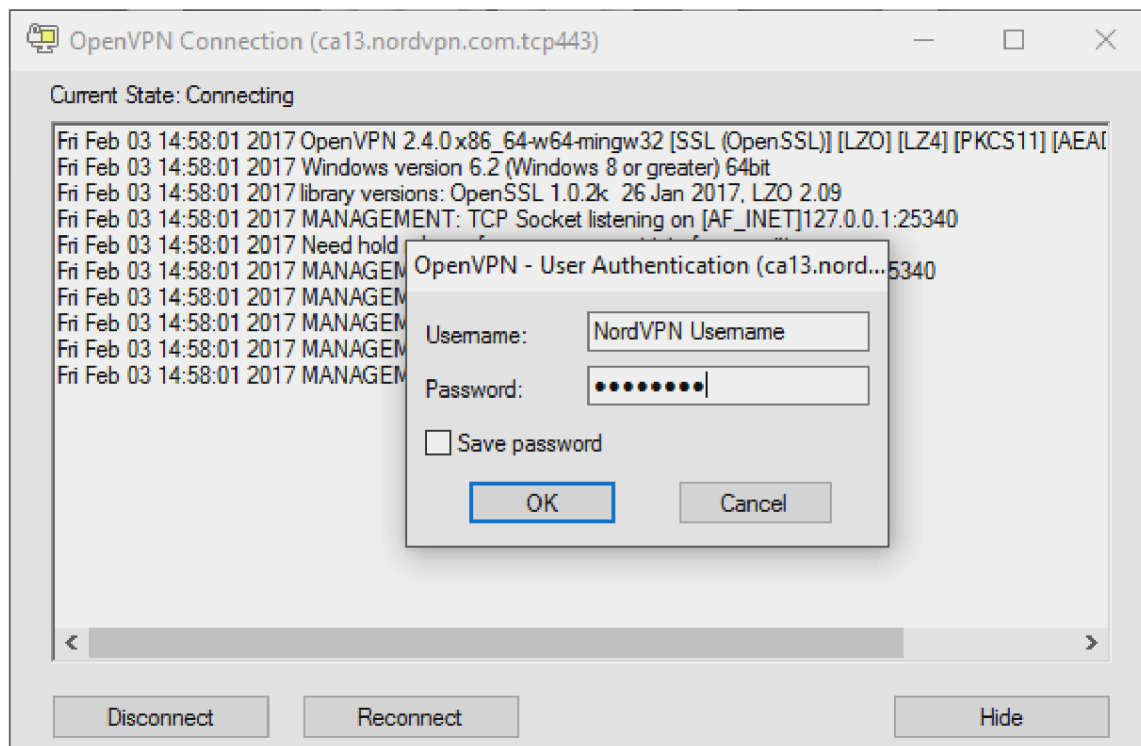 OpenVPN Connection (ca13.nordvpn.com.tcp443)
Current State: Connecting
Fri Feb 03 14:58:01 2017 OpenVPN 2.4.0 x86_64-w64-mingw32 [SSL (OpenSSL)] [LZO] [LZ4] [PKCS11] [AEAD
Fri Feb 03 14:58:01 2017 Windows version 6.2 (Windows 8 or greater) 64bit
Fri Feb 03 14:58:01 2017 library versions: OpenSSL 1.0.2k 26 Jan 2017, LZO 2.09
Fri Feb 03 14:58:01 2017 MANAGEMENT: TCP Socket listening on [AF_INET]127.0.0.1:25340
Fri Feb 03 14:58:01 2017 Need hold
Fri Feb 03 14:58:01 2017 MANAGEM 5340
Fri Feb 03 14:58:01 2017 MANAGEM
Fri Feb 03 14:58:01 2017 MANAGEM
Fri Feb 03 14:58:01 2017 MANAGEM
Fri Feb 03 14:58:01 2017 MANAGEM
OpenVPN - User Authentication (ca13.nord...
Username: NordVPN Username
Password: ●●●●●●●●
Save password
OK Cancel
Disconnect Reconnect Hide